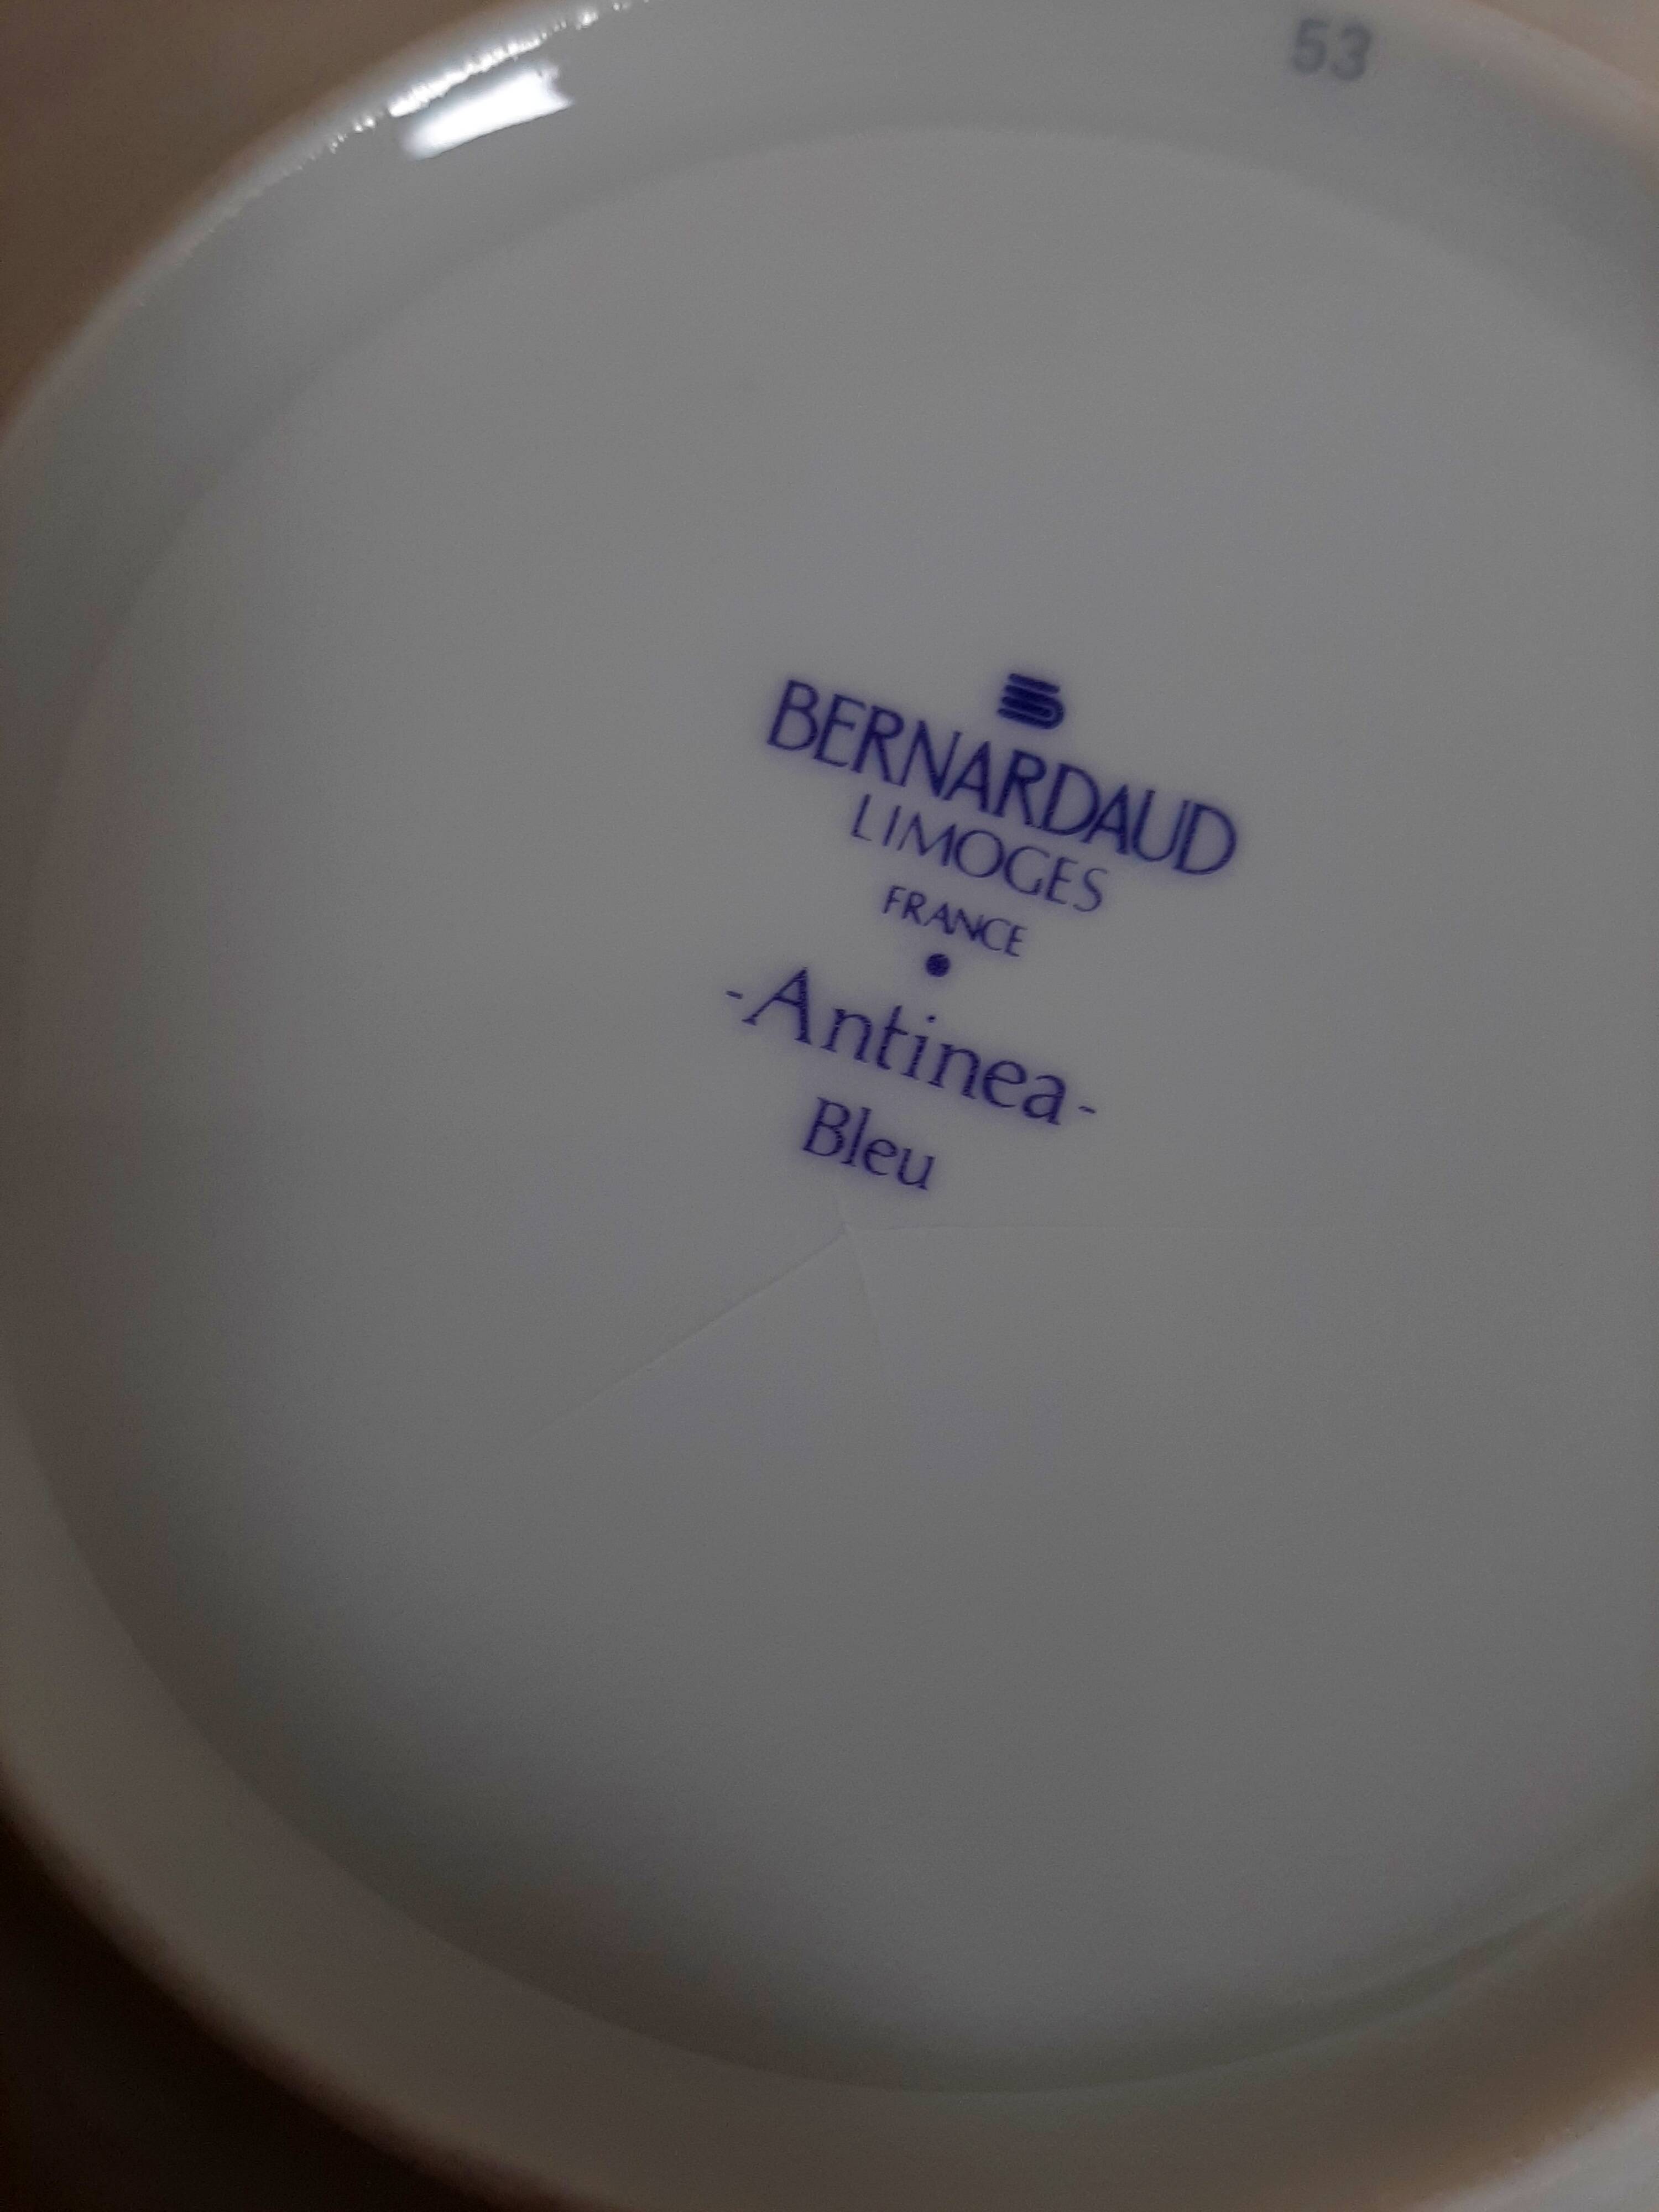 53
BERNARDAUD
LIMOGES
FRANCE
-Antinea-
Bleu